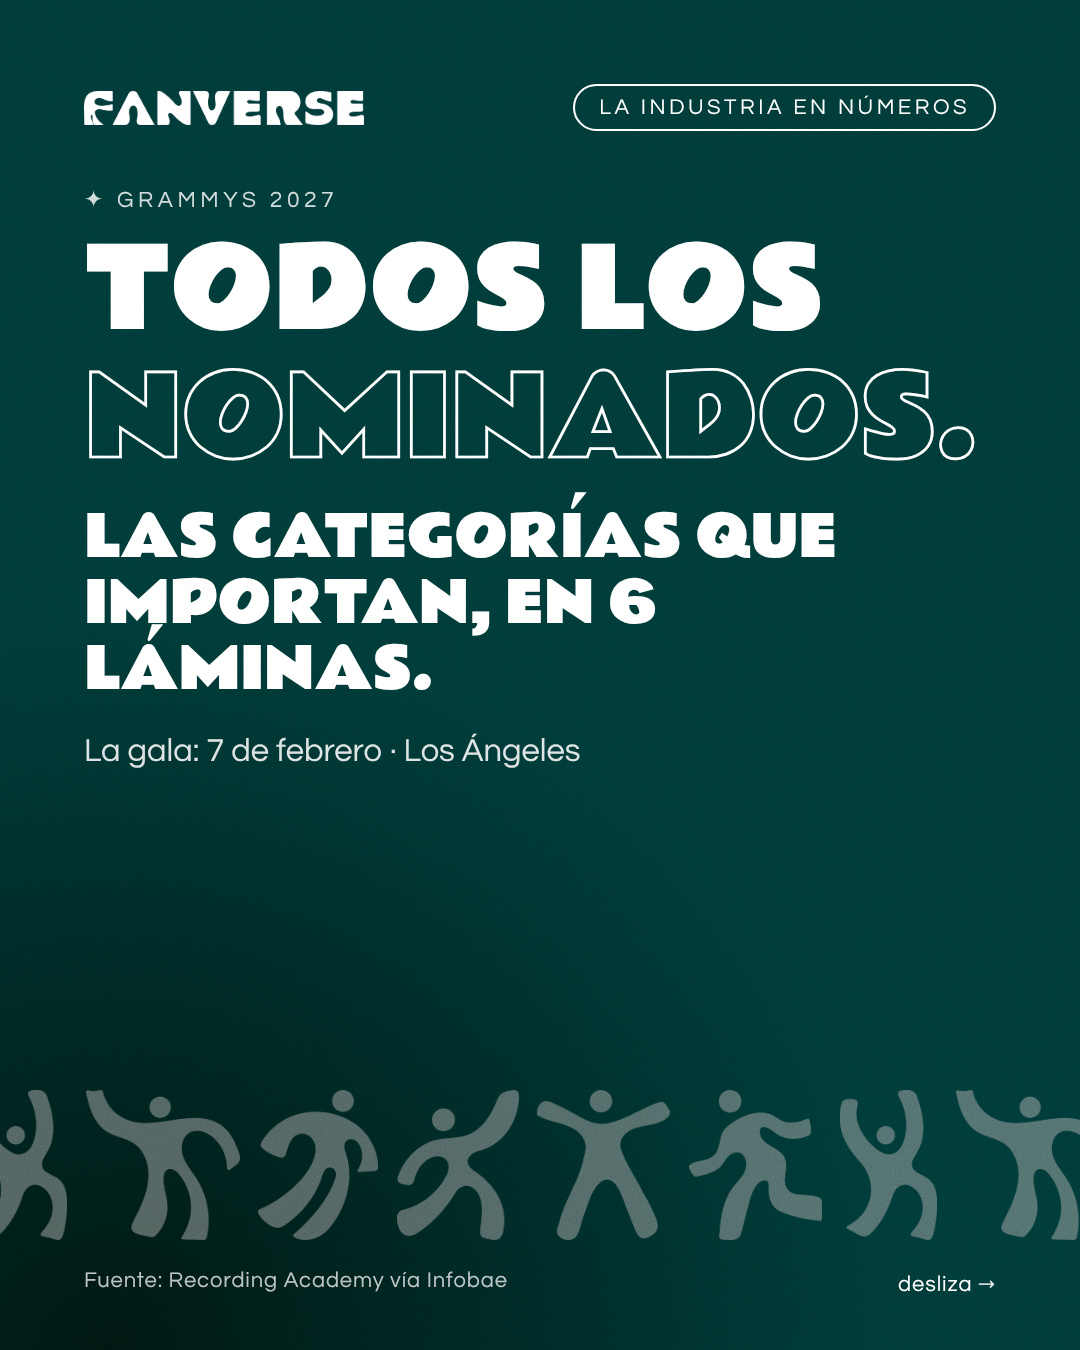 FANVERSE
LA INDUSTRIA EN NÚMEROS
✦ GRAMMYS 2027
TODOS LOS
NOMINADOS.
LAS CATEGORÍAS QUE
IMPORTAN, EN 6
LÁMINAS.
La gala: 7 de febrero · Los Ángeles
Fuente: Recording Academy vía Infobae
desliza →